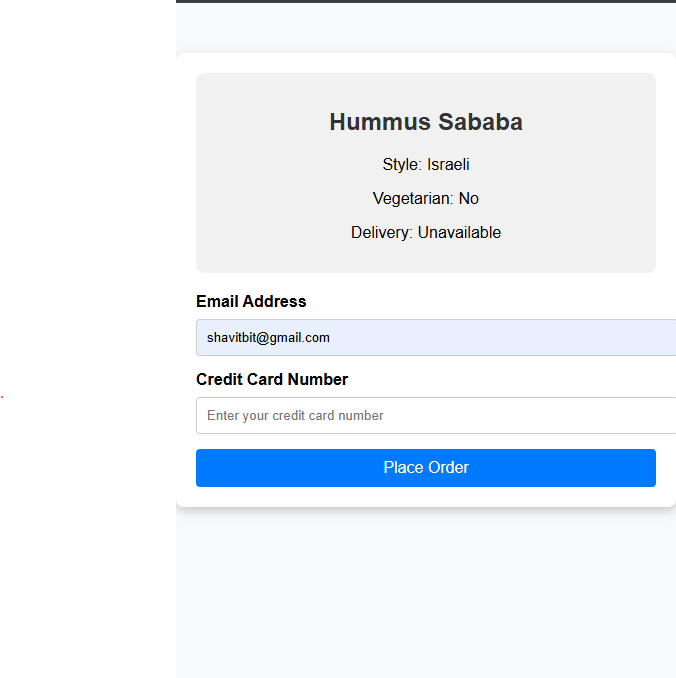 Hummus Sababa
Style: Israeli
Vegetarian: No
Delivery: Unavailable
Email Address
shavitbit@gmail.com
Credit Card Number
Enter your credit card number
Place Order